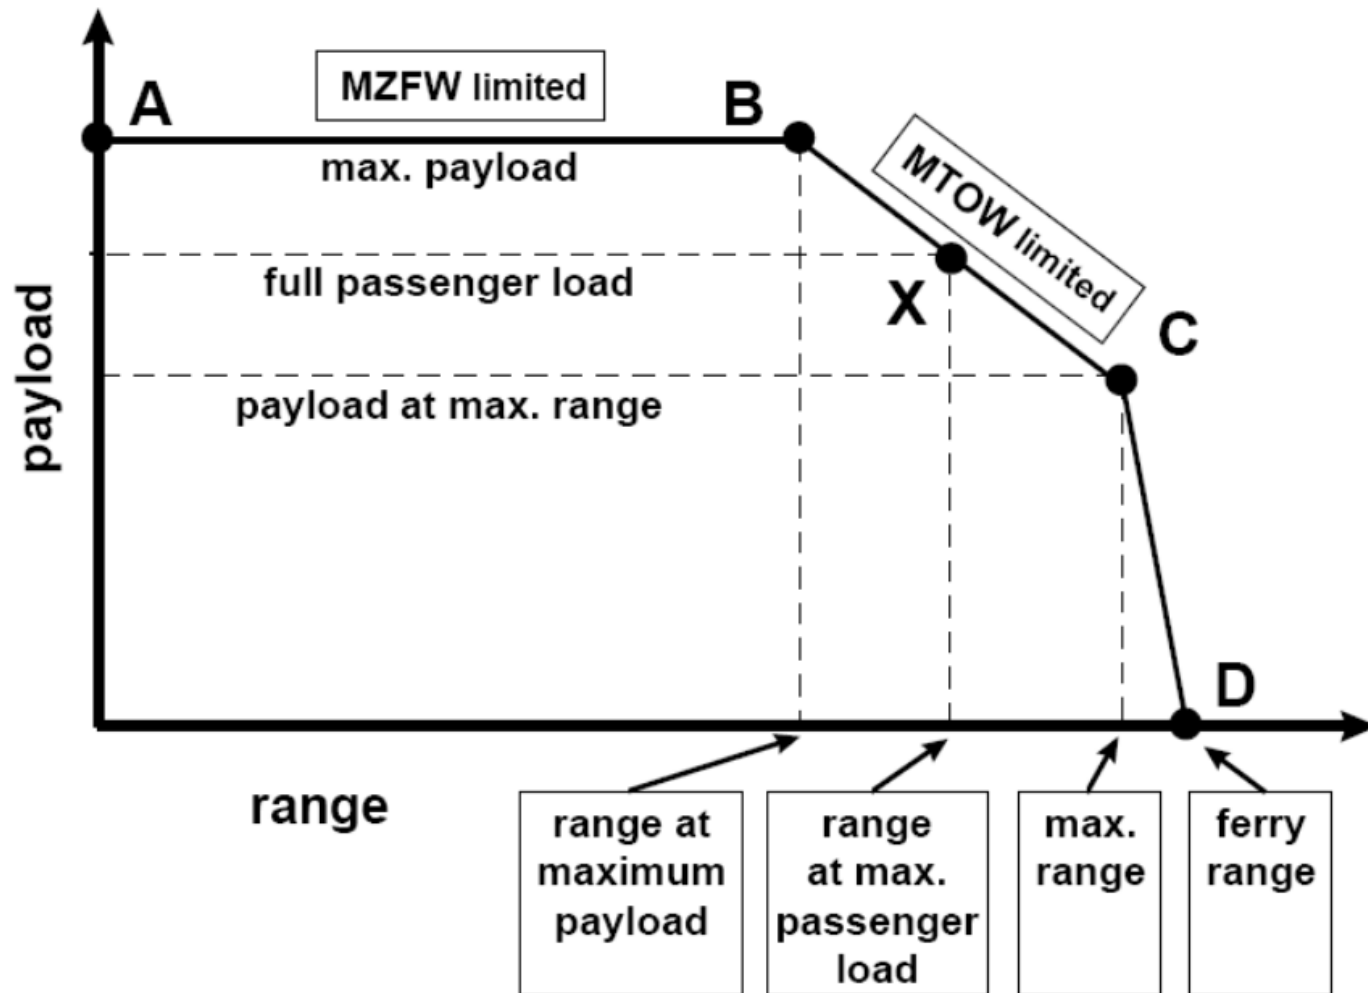 A
MZFW limited
B
max. payload
MTOW limited
full passenger load
X
C
payload at max. range
payload
D
range
range at
maximum
payload
range
at max.
passenger
load
max.
range
ferry
range